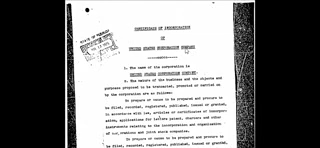 CERTIFICATE OF INCORPORATION
OF
UNITED STATES CORPORATION COMPANY
1. The name of the corporation is
UNITED STATES CORPORATION COMPANY.
2. The nature of the business and the objects and
purposes proposed to be transacted, promoted or carried on
by the corporation are as follows:
To prepare or cause to be prepared and procure to
be filed, recorded, registered, published, issued or granted,
in accordance with law, articles or certificates of incorpor-
ation, applications for letters patent, charters and other
instruments relating to the incorporation and organization
of corporations and joint stock companies.
To prepare or cause to be prepared and procure to
be filed, recorded, registered, published, issued or granted,